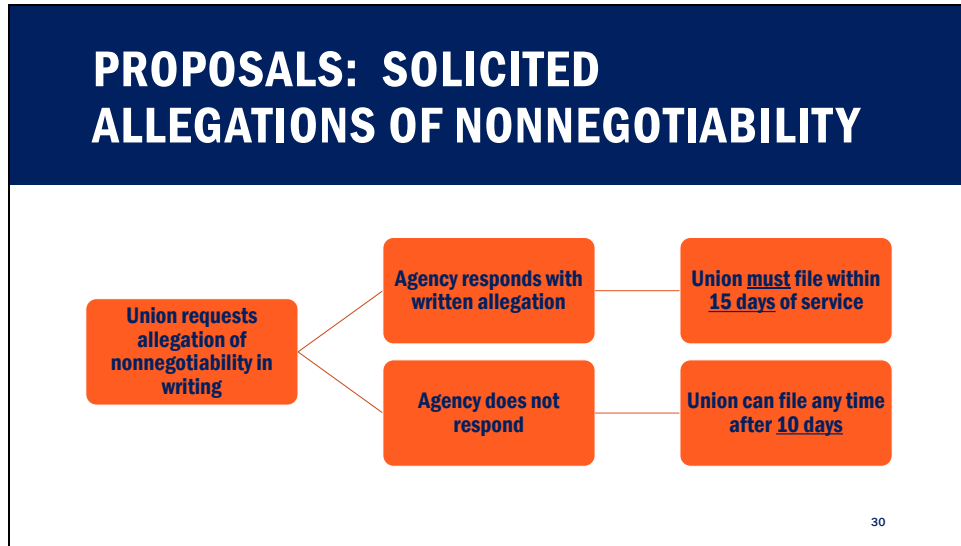 PROPOSALS: SOLICITED
ALLEGATIONS OF NONNEGOTIABILITY
Union requests
allegation of
nonnegotiability in
writing
Agency responds with
written allegation
Union must file within
15 days of service
Agency does not
respond
Union can file any time
after 10 days
30